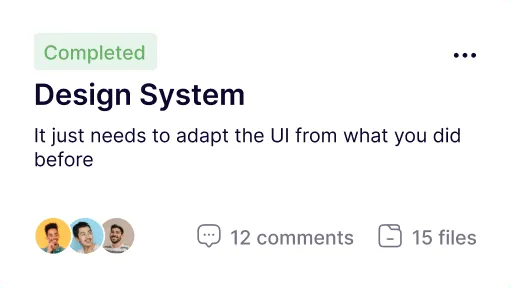 Completed
Design System
It just needs to adapt the UI from what you did
before
12 comments
15 files